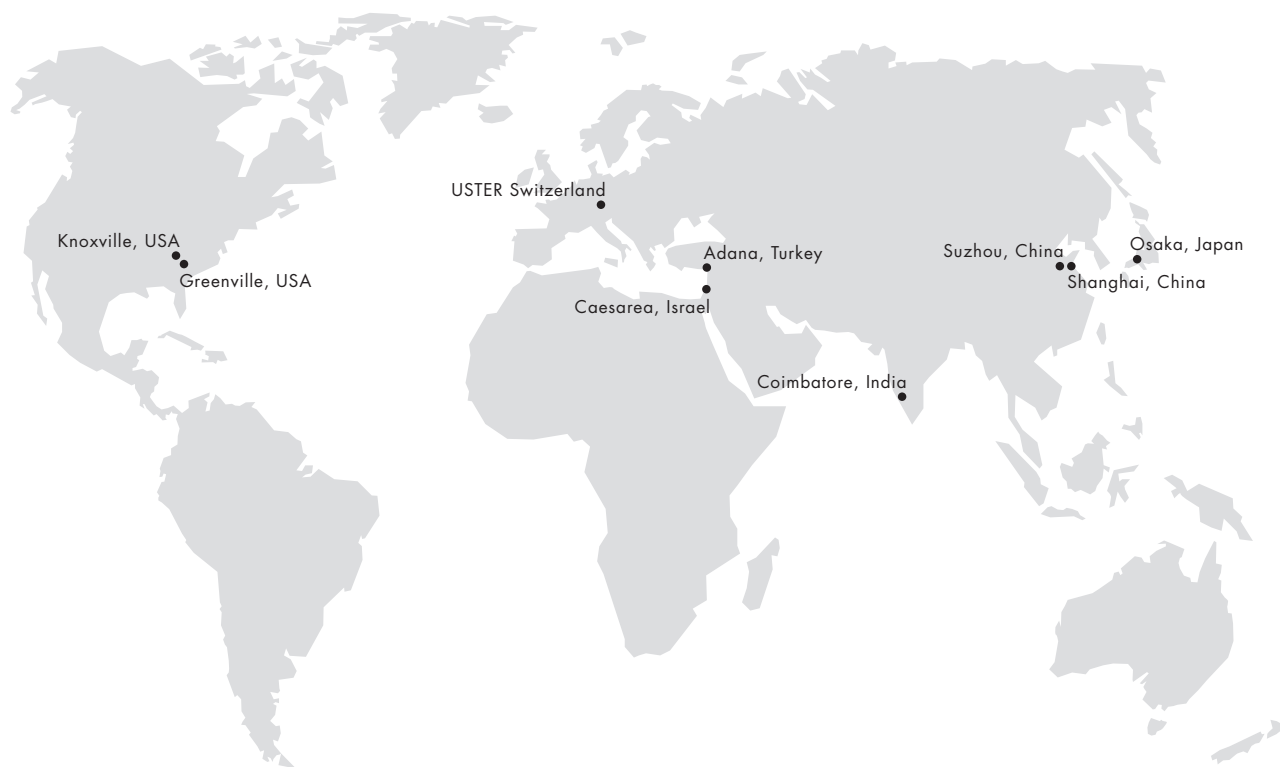 USTER Switzerland
Knoxville, USA
Greenville, USA
Adana, Turkey
Caesarea, Israel
Suzhou, China
Osaka, Japan
Shanghai, China
Coimbatore, India